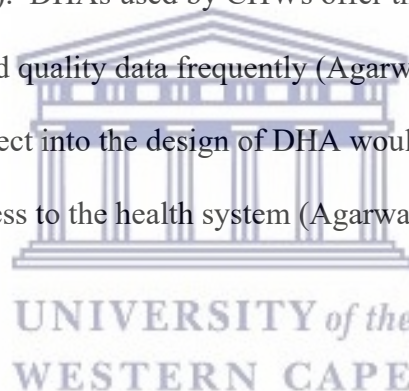 ). DHAs used by CHWs offer th
d quality data frequently (Agarw
ect into the design of DHA woul
ess to the health system (Agarwa
UNIVERSITY of the
WESTERN CAPE